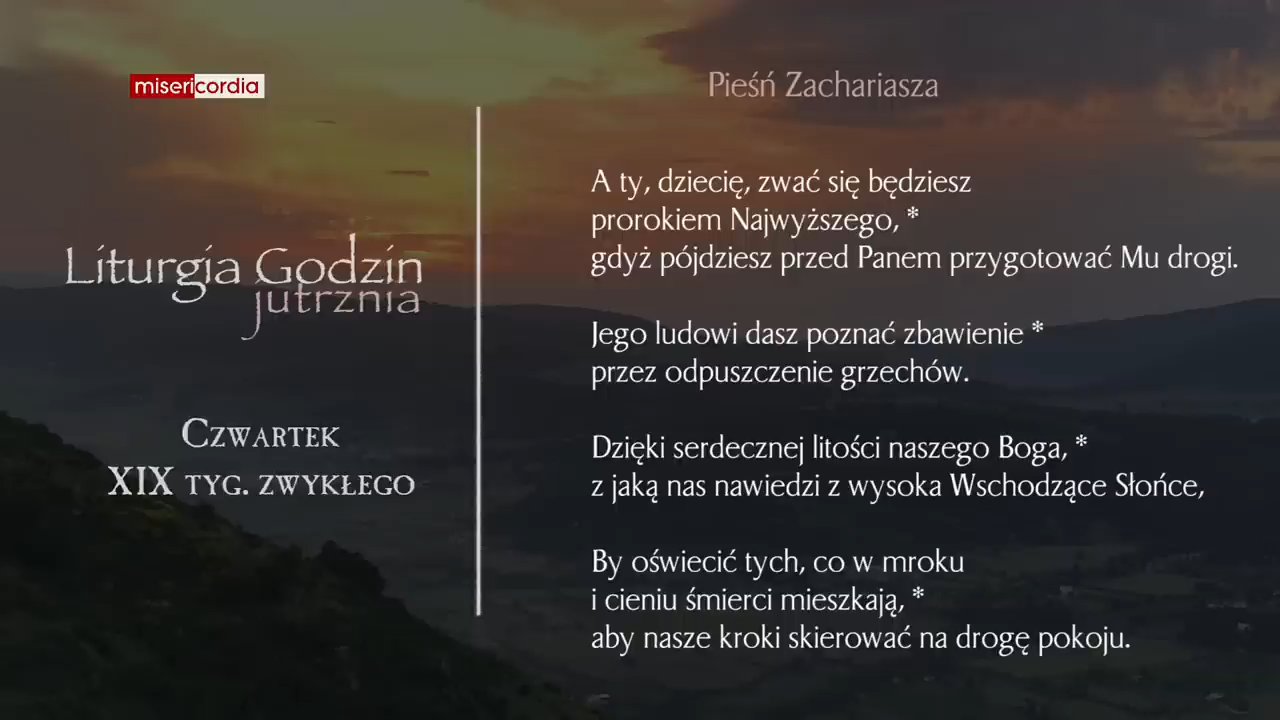 misericordia
Liturgia Godzin
jutrznia
Czwartek
XIX tyg. zwykłego
Pieśń Zachariasza
A ty, dziecię, zwać się będziesz
prorokiem Najwyższego, *
gdyż pójdziesz przed Panem przygotować Mu drogi.
Jego ludowi dasz poznać zbawienie *
przez odpuszczenie grzechów.
Dzięki serdecznej litości naszego Boga, *
z jaką nas nawiedzi z wysoka Wschodzące Słońce,
By oświecić tych, co w mroku
i cieniu śmierci mieszkają, *
aby nasze kroki skierować na drogę pokoju.